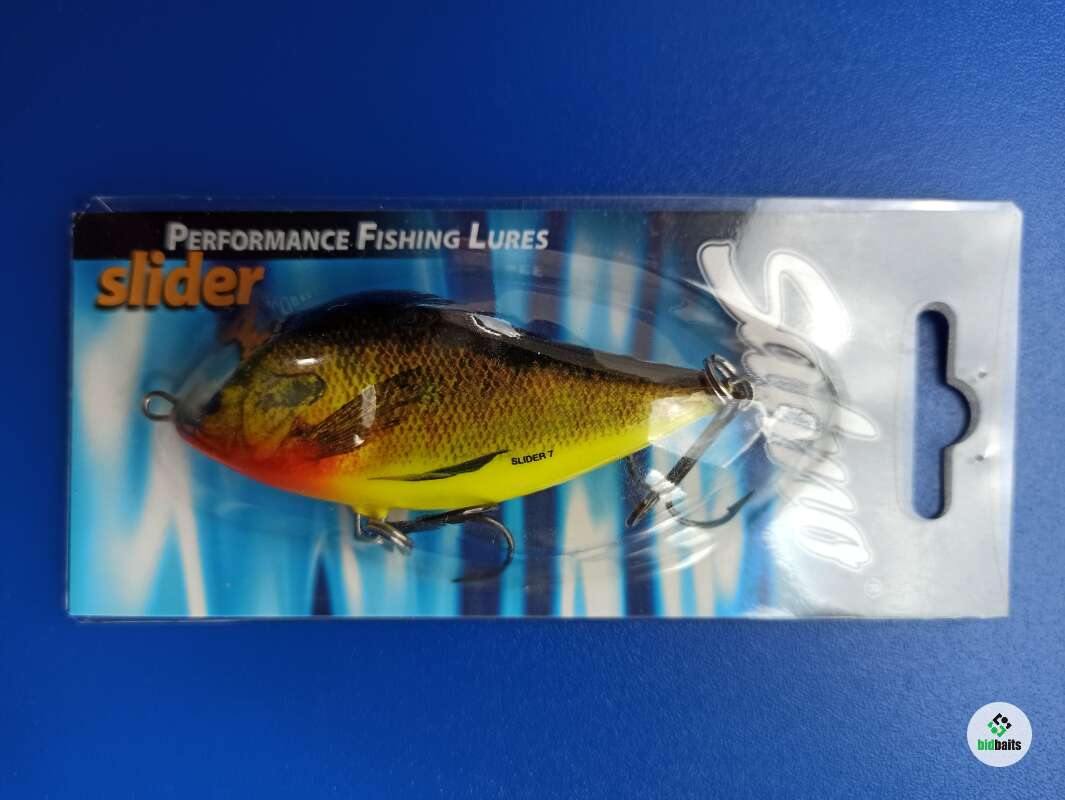 PERFORMANCE FISHING LURES
slider
Salmo
®
SLIDER 7
bidbaits